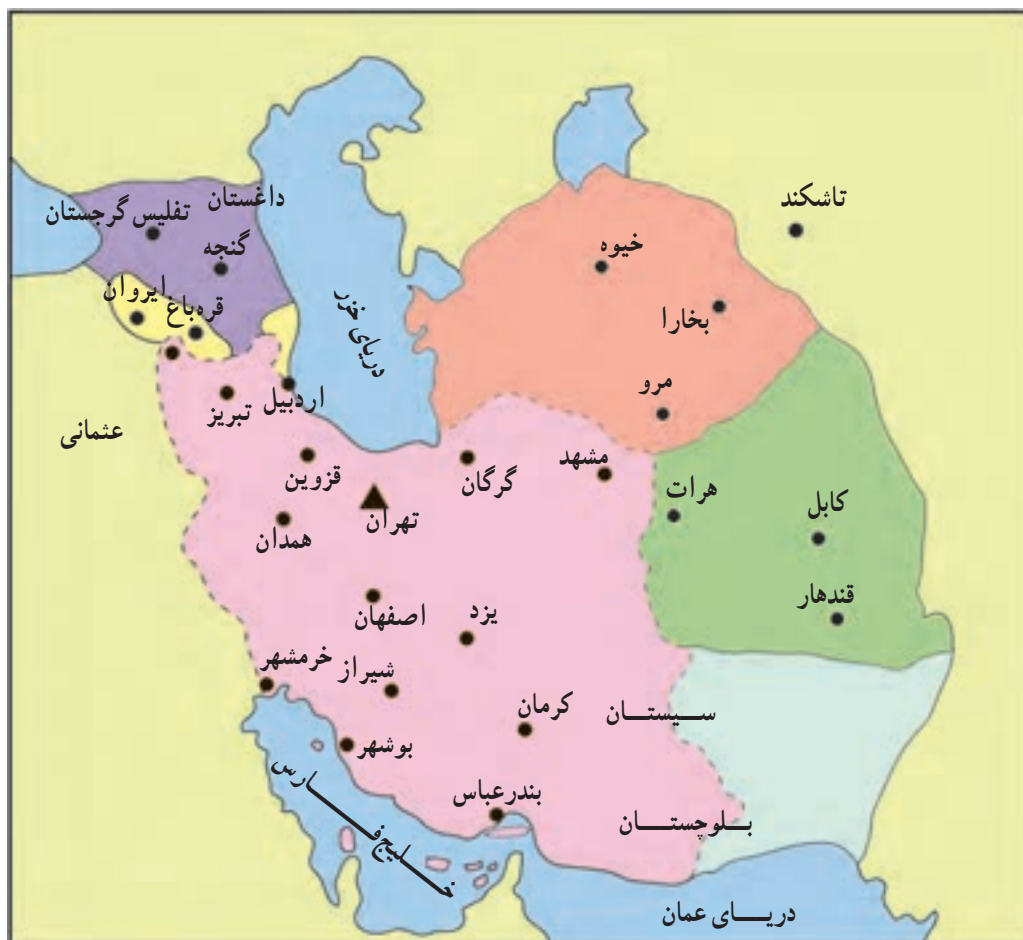 داغستان
تفلیس گرجستان
گنجه
ایروان
قره‌باغ
تاشکند
خیوه
بخارا
مرو
دریای خزر
اردبیل
تبریز
عثمانی
قزوین
گرگان
مشهد
هرات
کابل
تهران
همدان
قندهار
اصفهان
یزد
خرمشهر
شیراز
کرمان
سیستان
بوشهر
بندرعباس
بلوچستان
خلیج فارس
دریای عمان